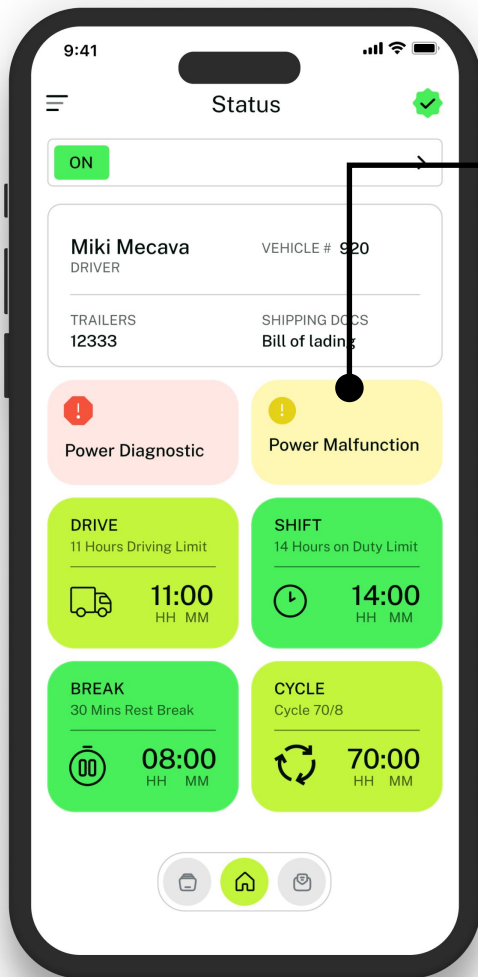 9:41
Status
ON
Miki Mecava
DRIVER
VEHICLE # 920
TRAILERS
12333
SHIPPING DOCS
Bill of lading
Power Diagnostic
Power Malfunction
DRIVE
11 Hours Driving Limit
11:00
HH MM
SHIFT
14 Hours on Duty Limit
14:00
HH MM
BREAK
30 Mins Rest Break
08:00
HH MM
CYCLE
Cycle 70/8
70:00
HH MM